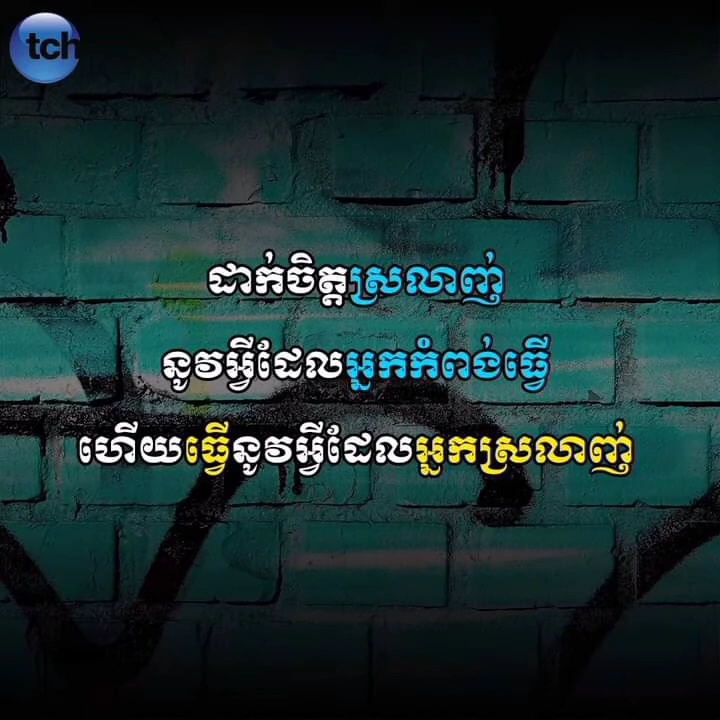 tch
ដាក់ចិត្តស្រលាញ់
នូវអ្វីដែលអ្នកកំពង់ធ្វើ
ហើយធ្វើនូវអ្វីដែលអ្នកស្រលាញ់